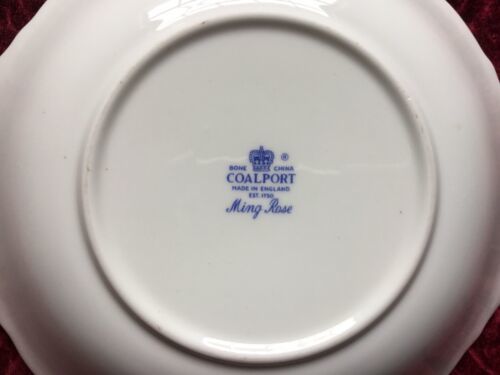 ®
BONE CHINA
COALPORT
MADE IN ENGLAND
EST. 1750
Ming Rose